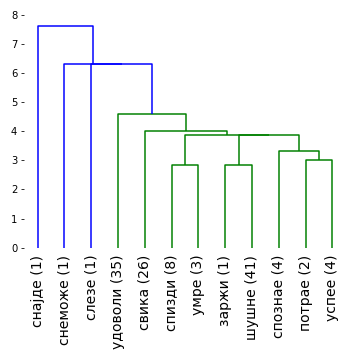 8
7
6
5
4
3
2
1
0
снајде (1)
снеможе (1)
слезе (1)
удоволи (35)
свика (26)
спизди (8)
умре (3)
заржи (1)
шушне (41)
спознае (4)
потрае (2)
успее (4)